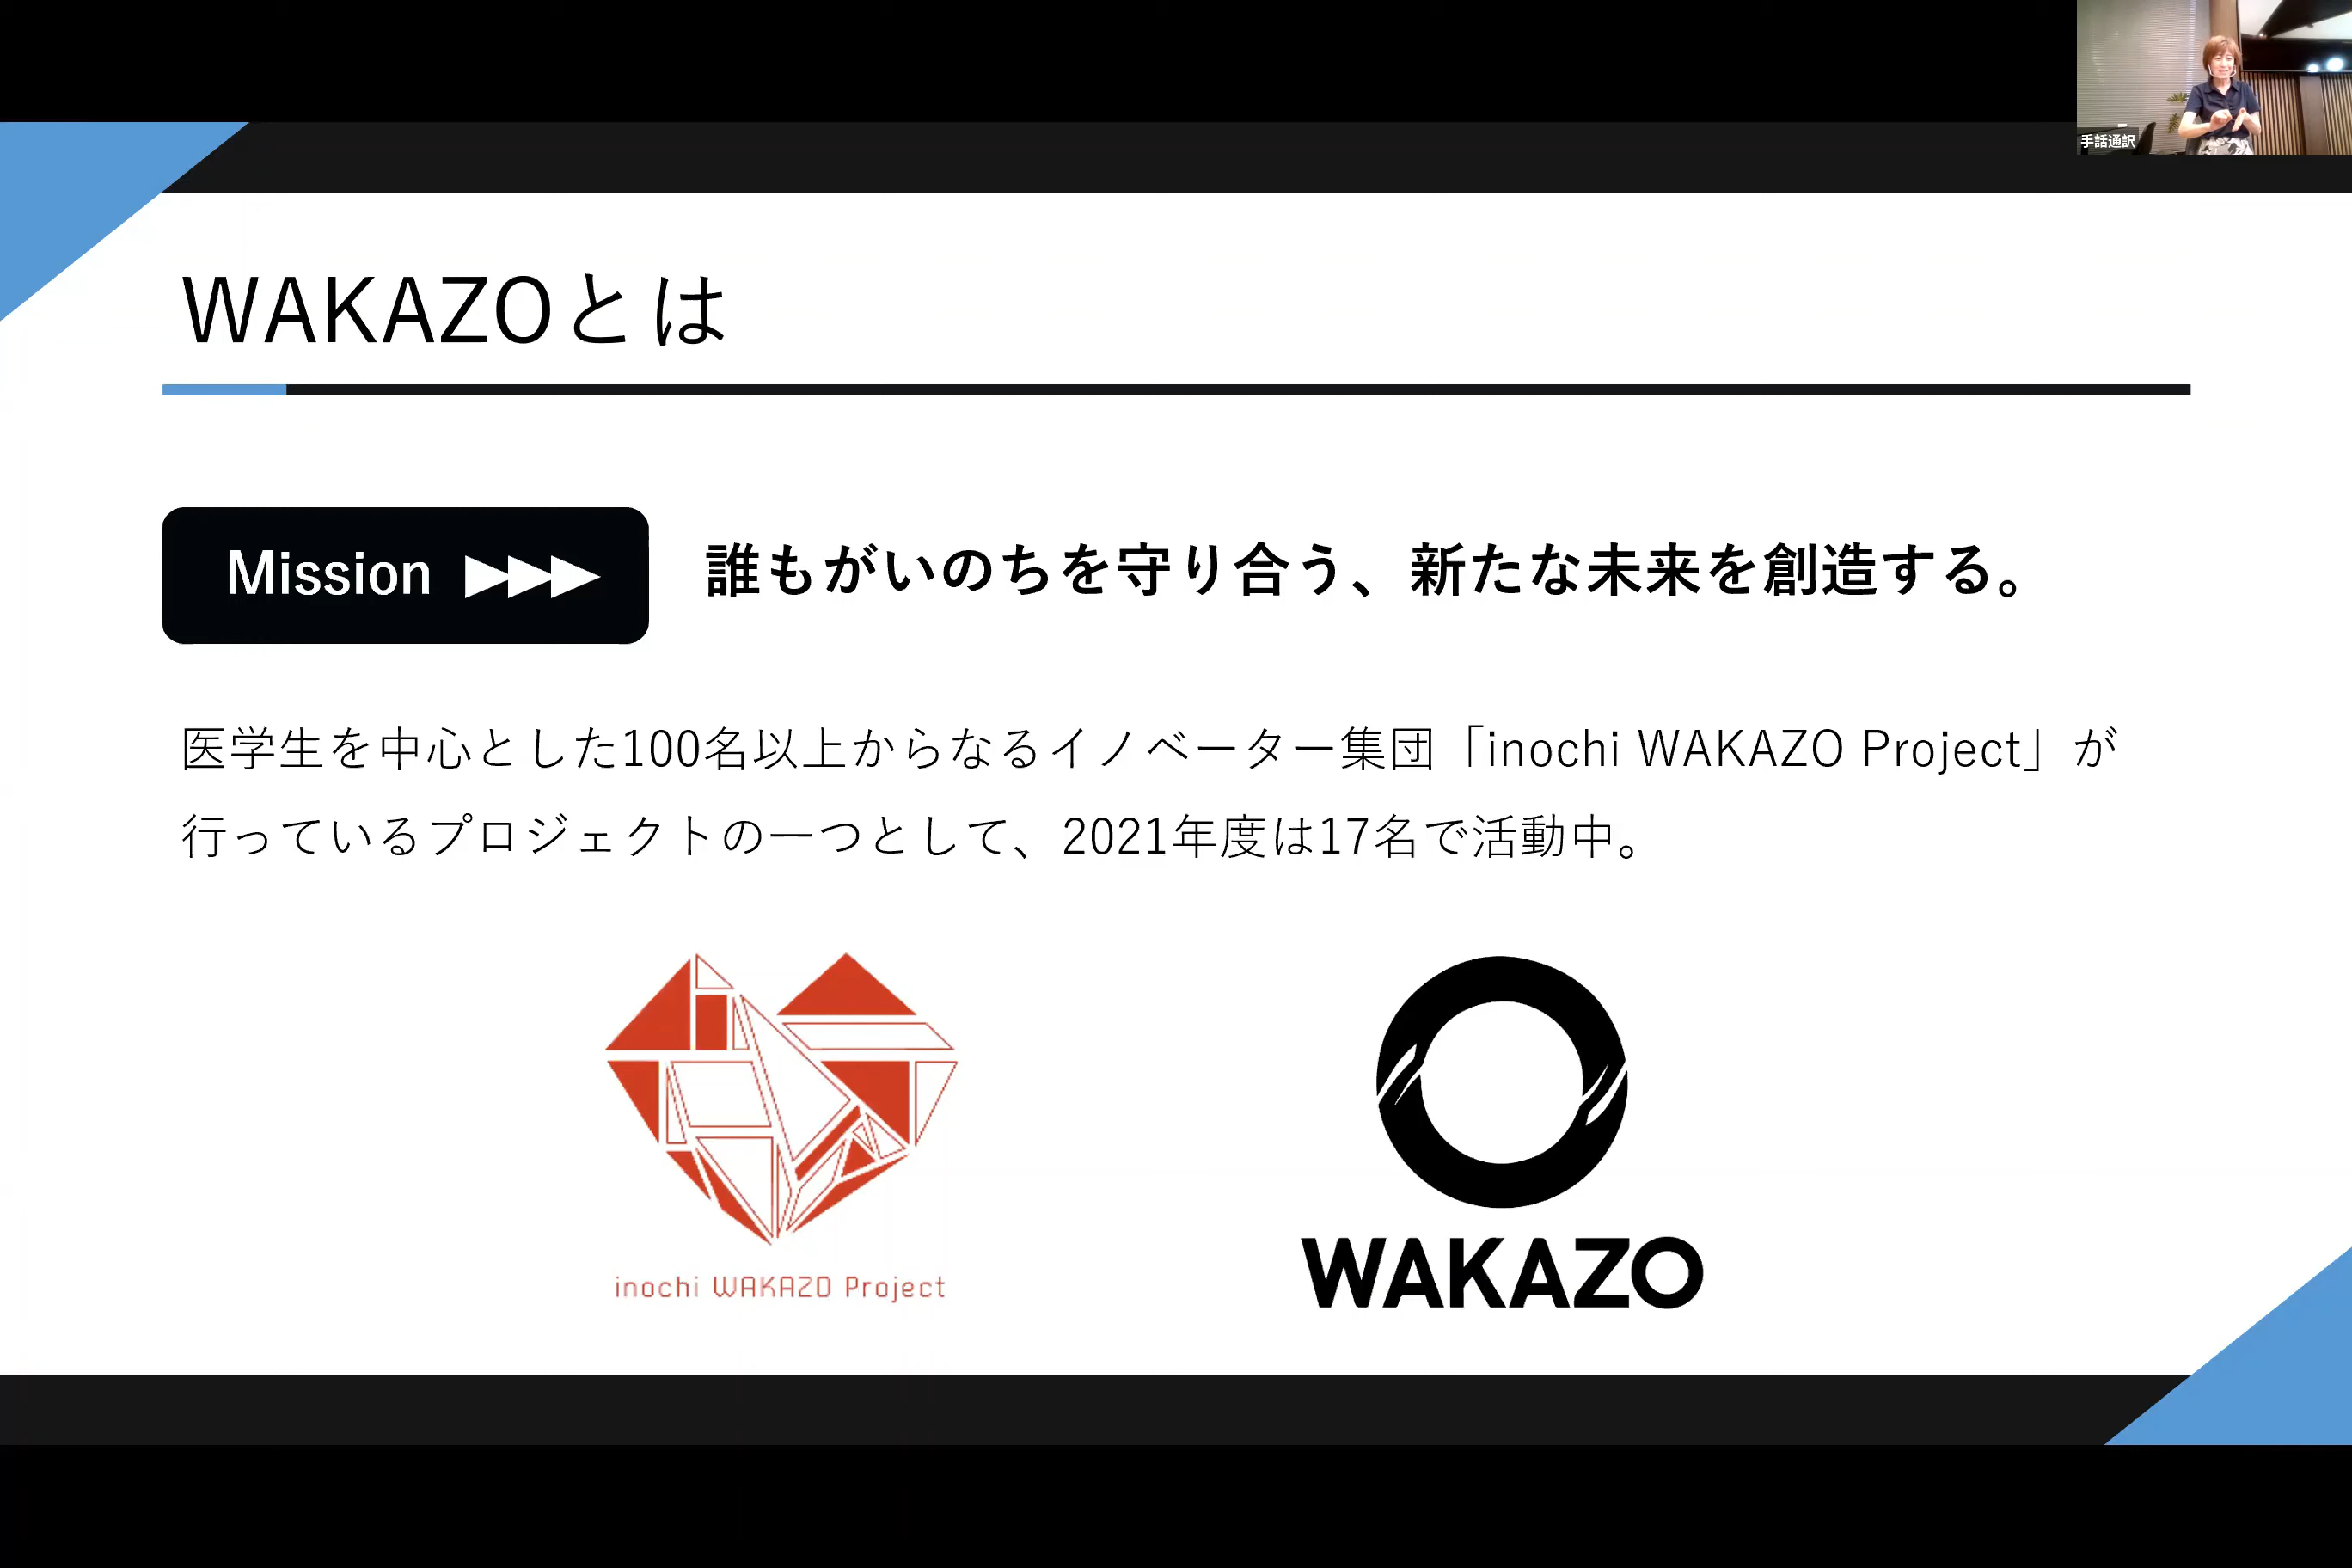 手話通訳
WAKAZOとは
Mission ▶▶▶ 誰もがいのちを守り合う、新たな未来を創造する。
医学生を中心とした100名以上からなるイノベーター集団「inochi WAKAZO Project」が
行っているプロジェクトの一つとして、2021年度は17名で活動中。
inochi WAKAZO Project
WAKAZO